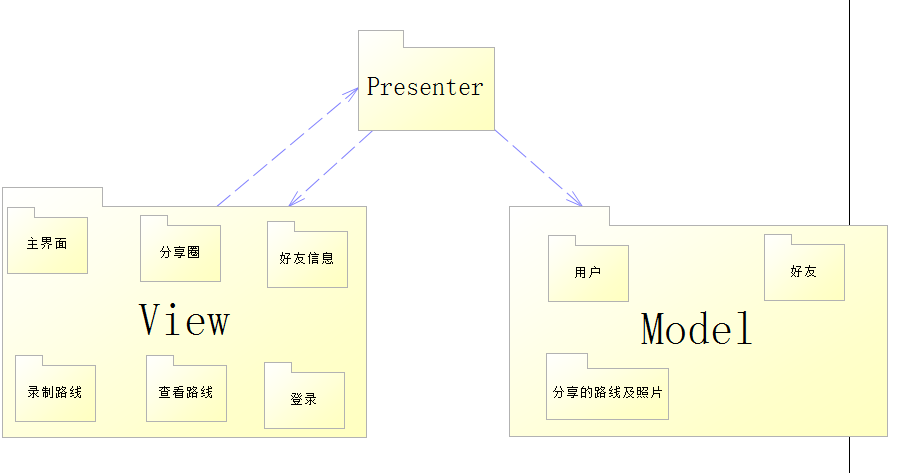 Presenter
主界面
分享圈
好友信息
View
录制路线
查看路线
登录
用户
好友
Model
分享的路线及照片